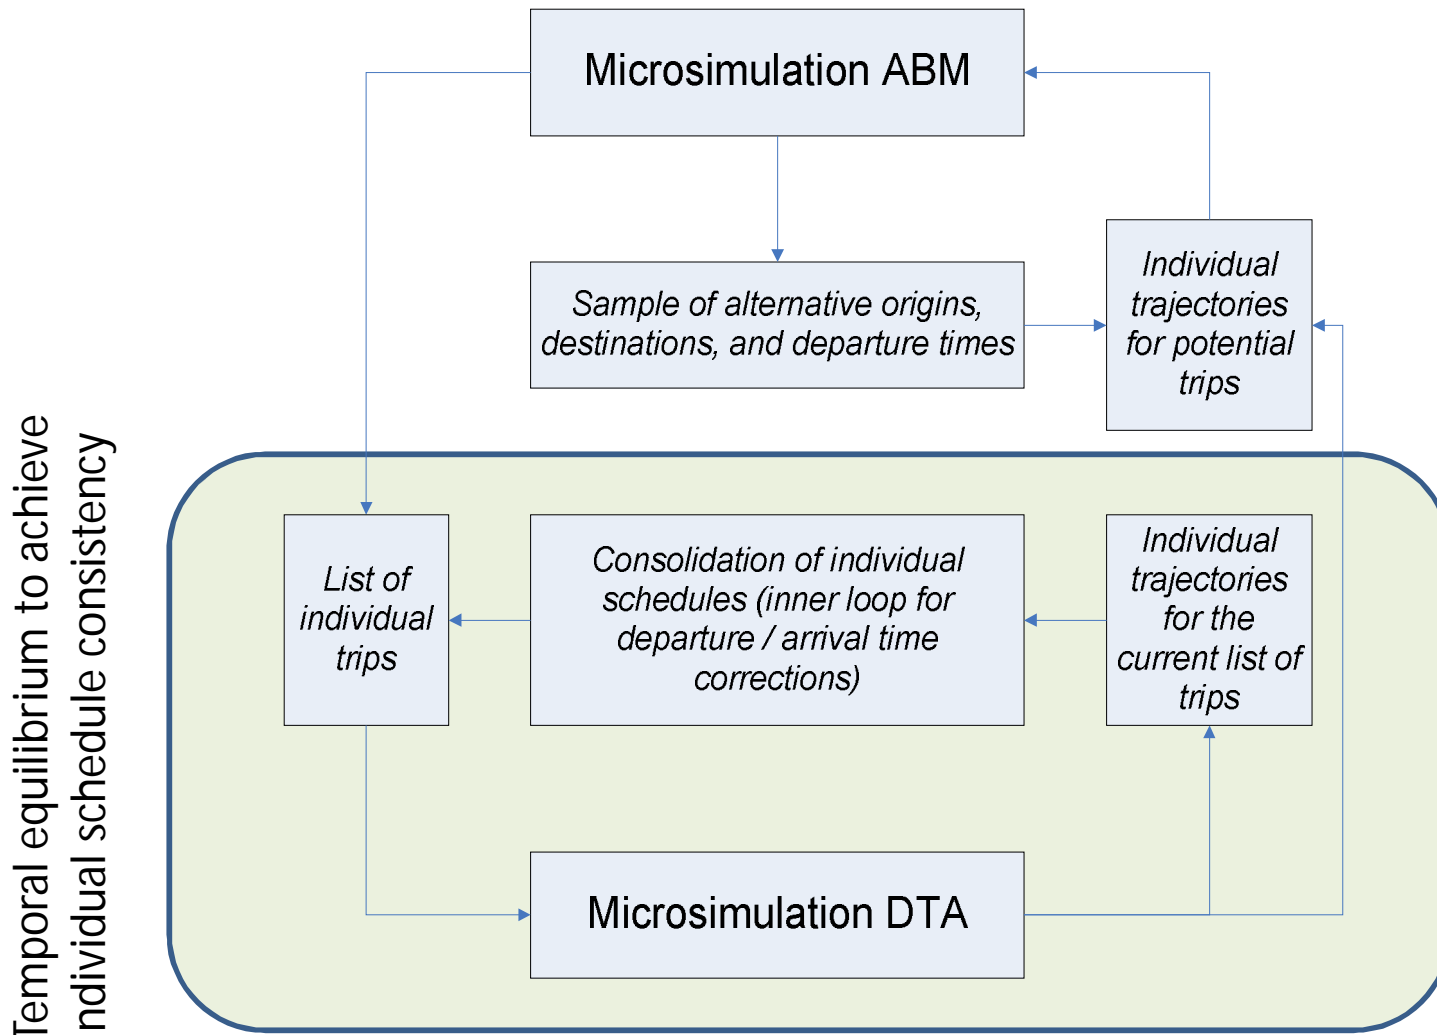 Microsimulation ABM
Sample of alternative origins,
destinations, and departure times
Individual
trajectories
for potential
trips
Temporal equilibrium to achieve
ndividual schedule consistency
List of
individual
trips
Consolidation of individual
schedules (inner loop for
departure / arrival time
corrections)
Individual
trajectories
for the
current list of
trips
Microsimulation DTA